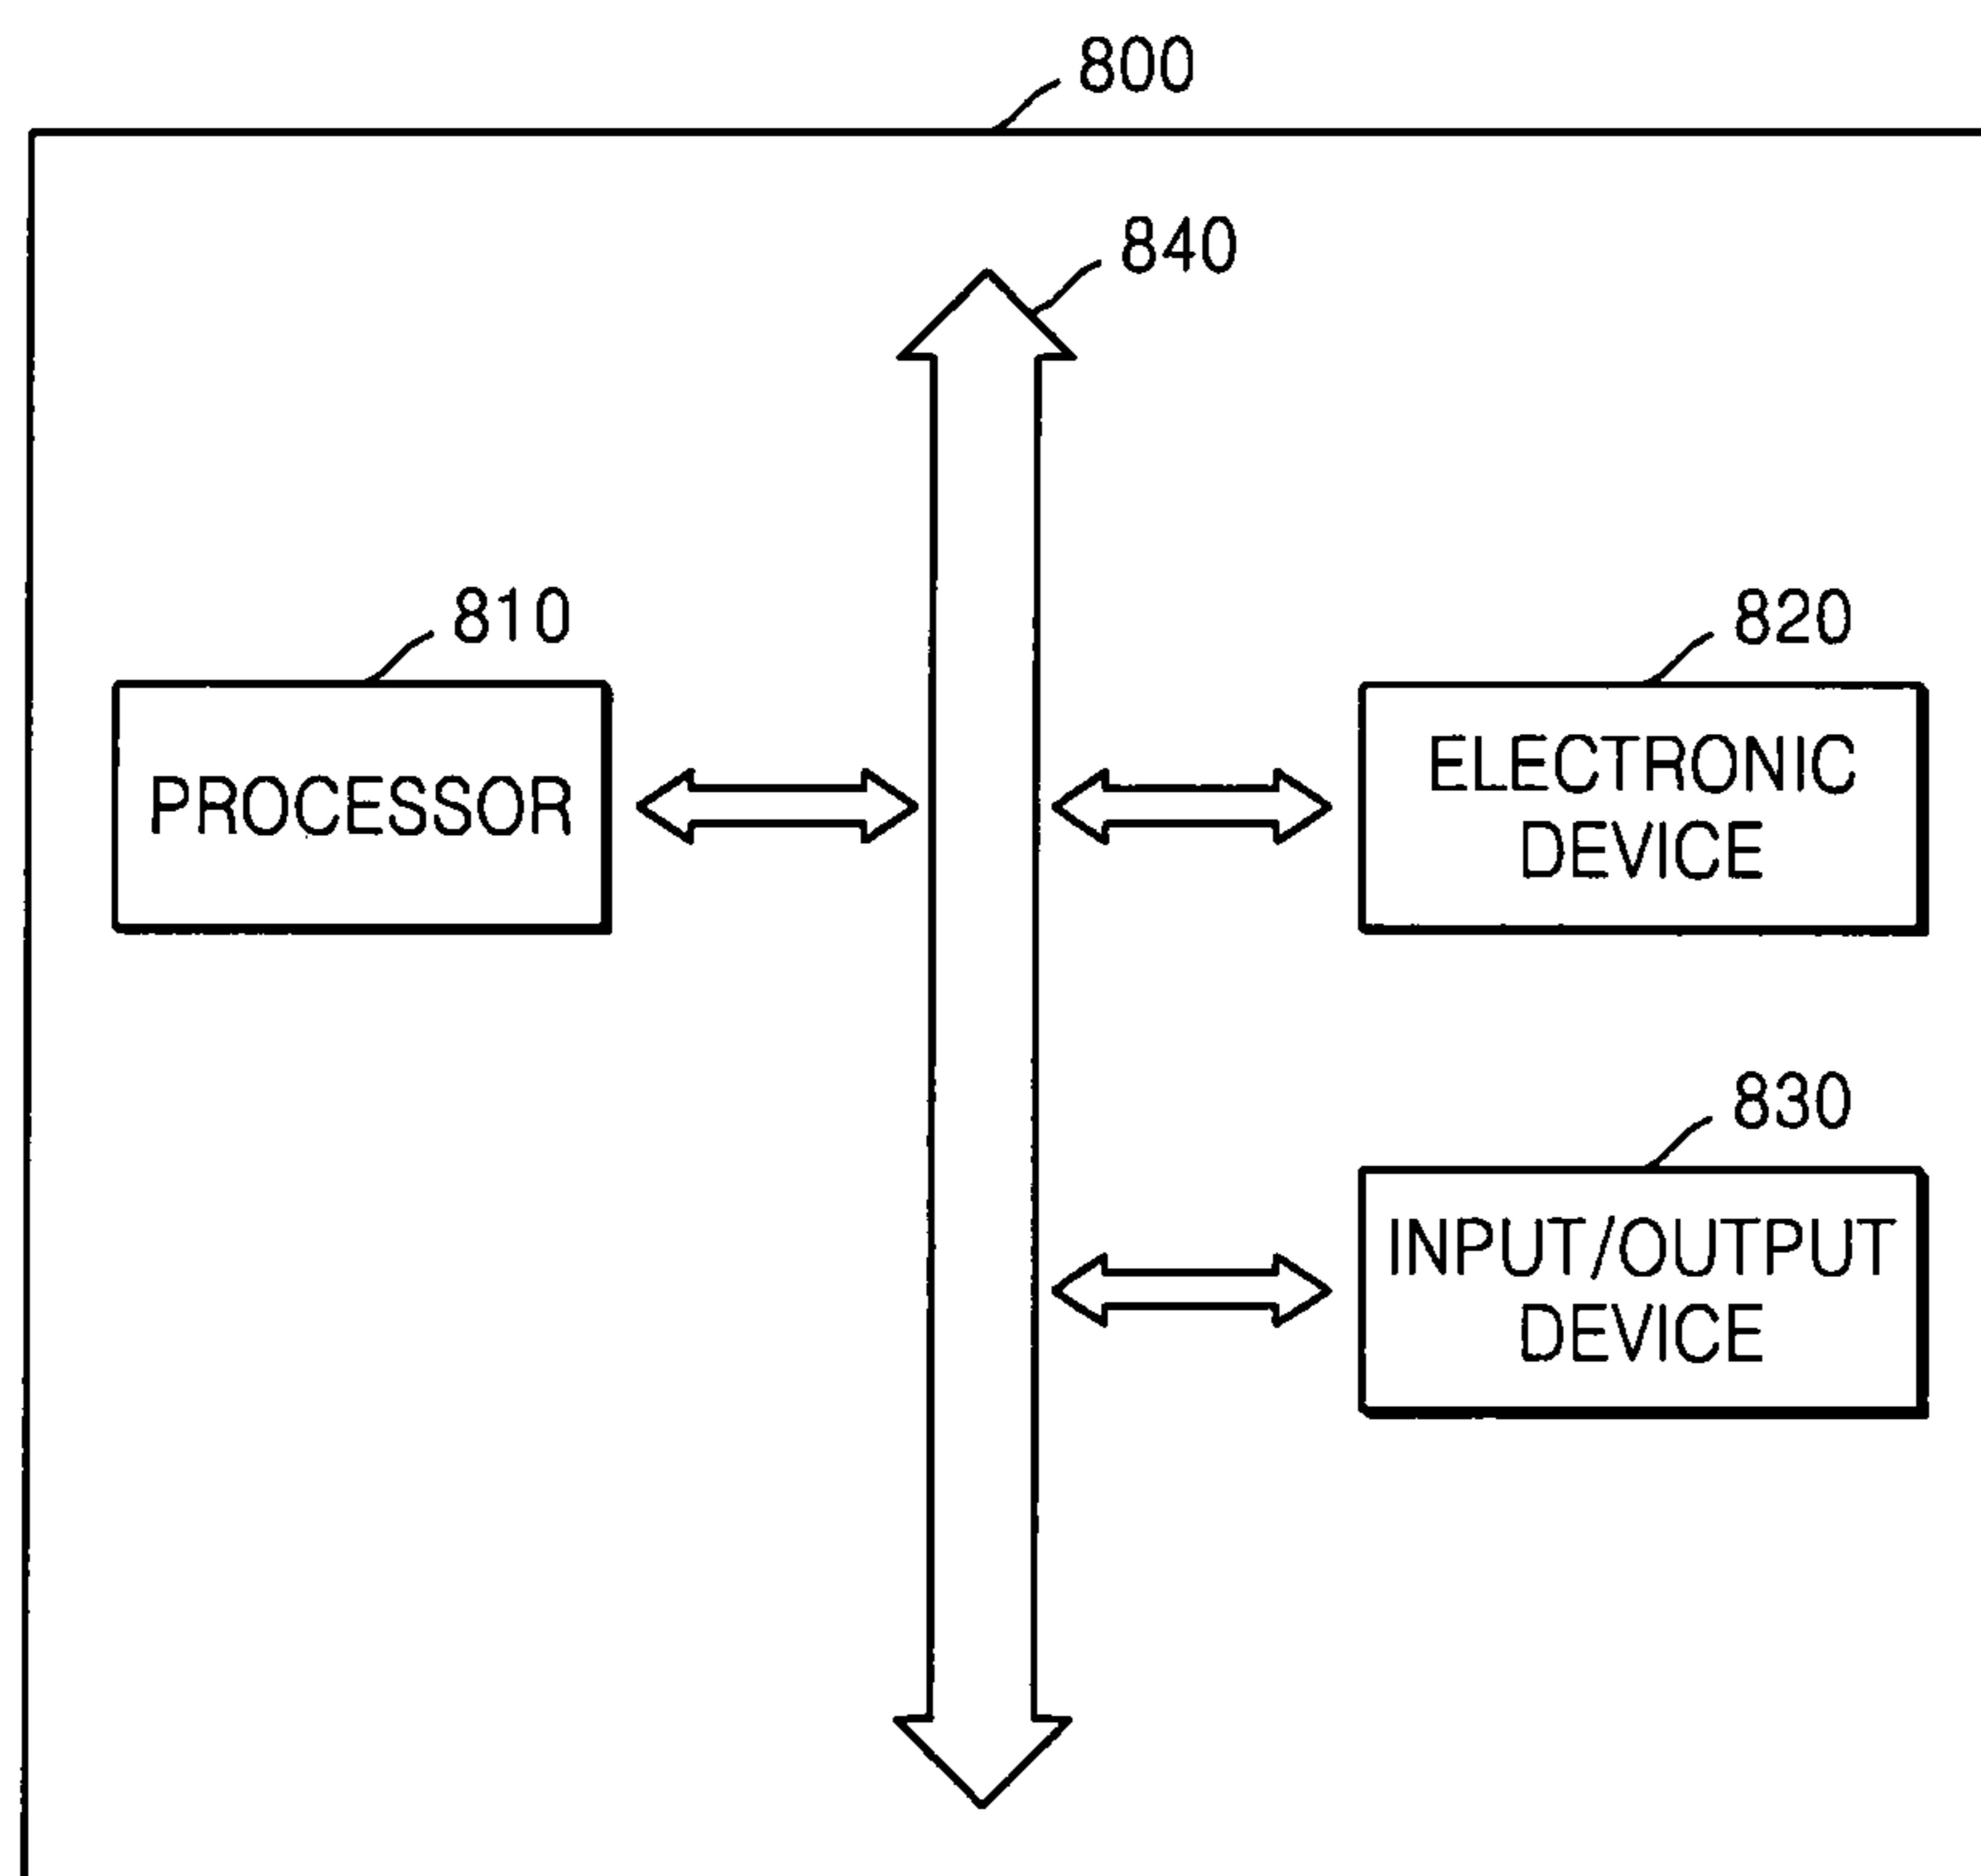 800
840
810
820
PROCESSOR
ELECTRONIC
DEVICE
830
INPUT/OUTPUT
DEVICE